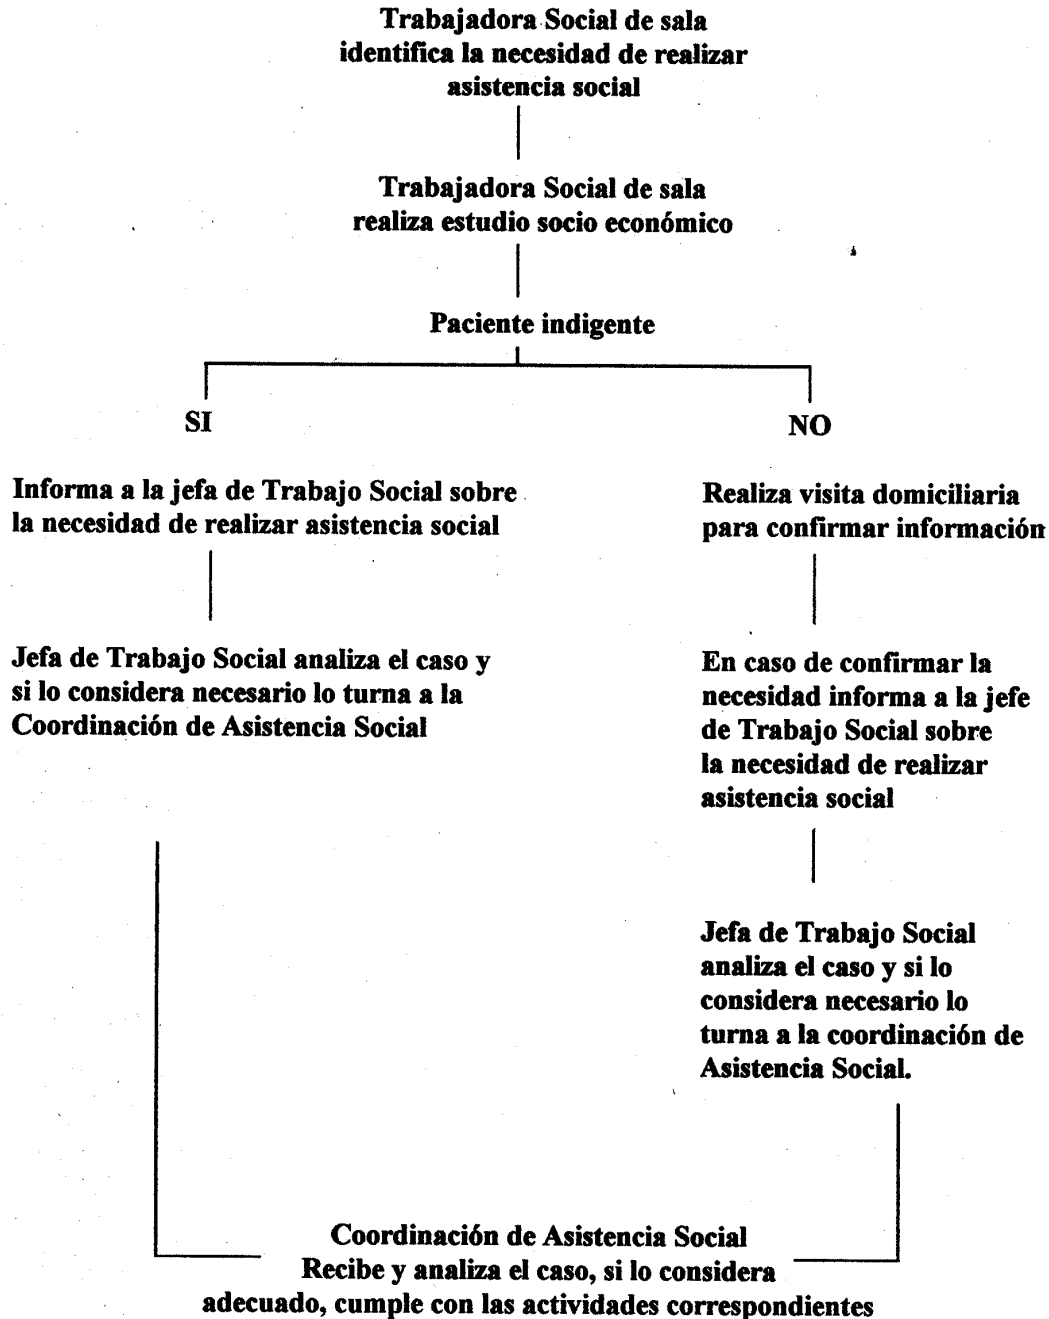 Trabajadora Social de sala
identifica la necesidad de realizar
asistencia social
Trabajadora Social de sala
realiza estudio socio económico
Paciente indigente
SI
NO
Informa a la jefa de Trabajo Social sobre
la necesidad de realizar asistencia social
Realiza visita domiciliaria
para confirmar información
Jefa de Trabajo Social analiza el caso y
si lo considera necesario lo turna a la
Coordinación de Asistencia Social
En caso de confirmar la
necesidad informa a la jefe
de Trabajo Social sobre
la necesidad de realizar
asistencia social
Jefa de Trabajo Social
analiza el caso y si lo
considera necesario lo
turna a la coordinación de
Asistencia Social.
Coordinación de Asistencia Social
Recibe y analiza el caso, si lo considera
adecuado, cumple con las actividades correspondientes